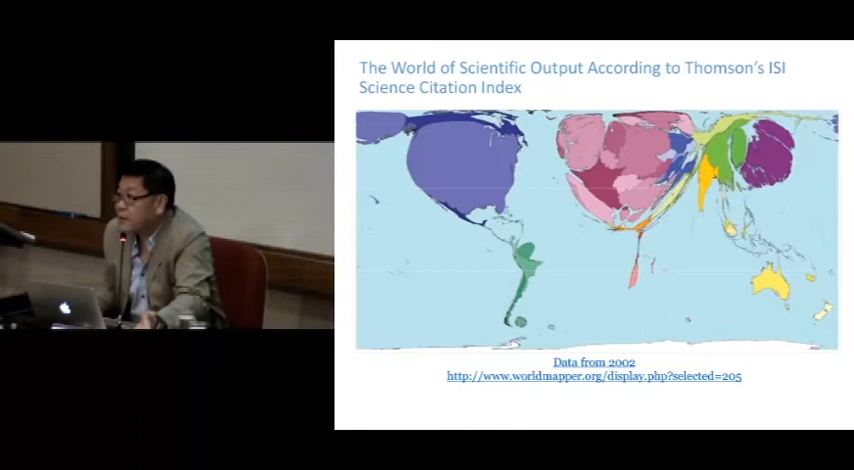 The World of Scientific Output According to Thomson's ISI
Science Citation Index
Data from 2002
http://www.worldmapper.org/display.php?selected=205